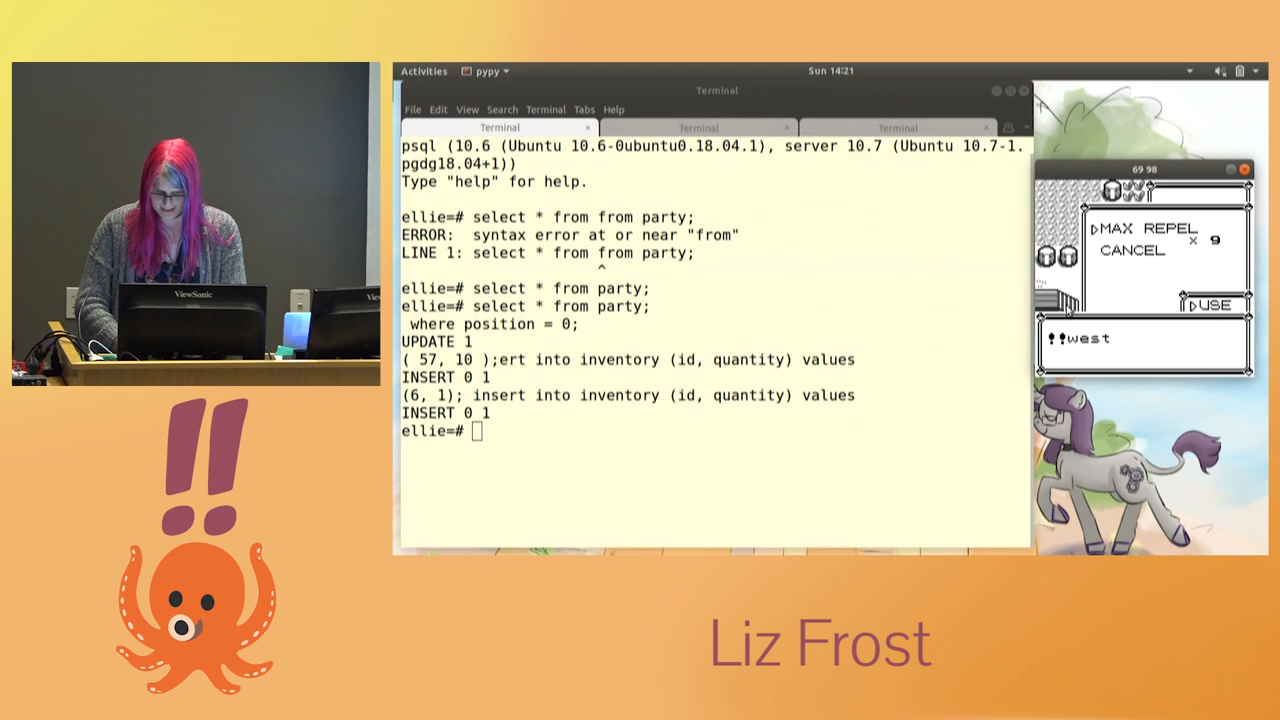 Activities pypy Sun 14:21
Terminal
File Edit View Search Terminal Tabs Help
Terminal × Terminal × Terminal ×
psql (10.6 (Ubuntu 10.6-0ubuntu0.18.04.1), server 10.7 (Ubuntu 10.7-1.
pgdg18.04+1))
Type "help" for help.
ellie=# select * from from party;
ERROR:  syntax error at or near "from"
LINE 1: select * from from party;
^
ellie=# select * from party;
ellie=# select * from party;
where position = 0;
UPDATE 1
( 57, 10 );ert into inventory (id, quantity) values
INSERT 0 1
(6, 1); insert into inventory (id, quantity) values
INSERT 0 1
ellie=#
69 98
MAX REPEL
× 9
CANCEL
USE
!!west
ViewSonic
View
!!
Liz Frost